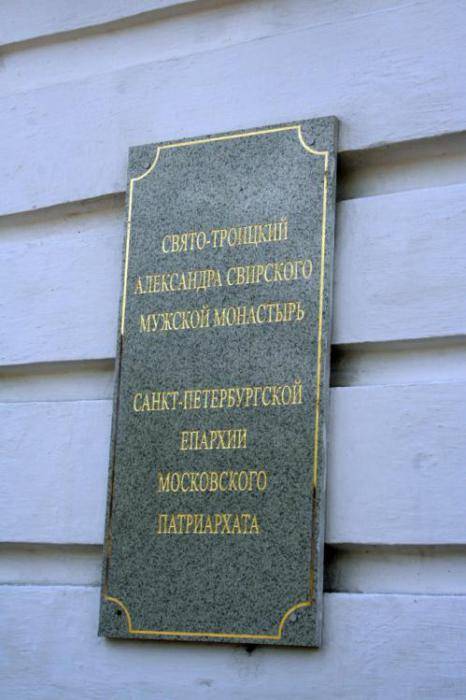 СВЯТО-ТРОИЦКИЙ
АЛЕКСАНДРА СВИРСКОГО
МУЖСКОЙ МОНАСТЫРЬ
САНКТ-ПЕТЕРБУРГСКОЙ
ЕПАРХИИ
МОСКОВСКОГО
ПАТРИАРХАТА